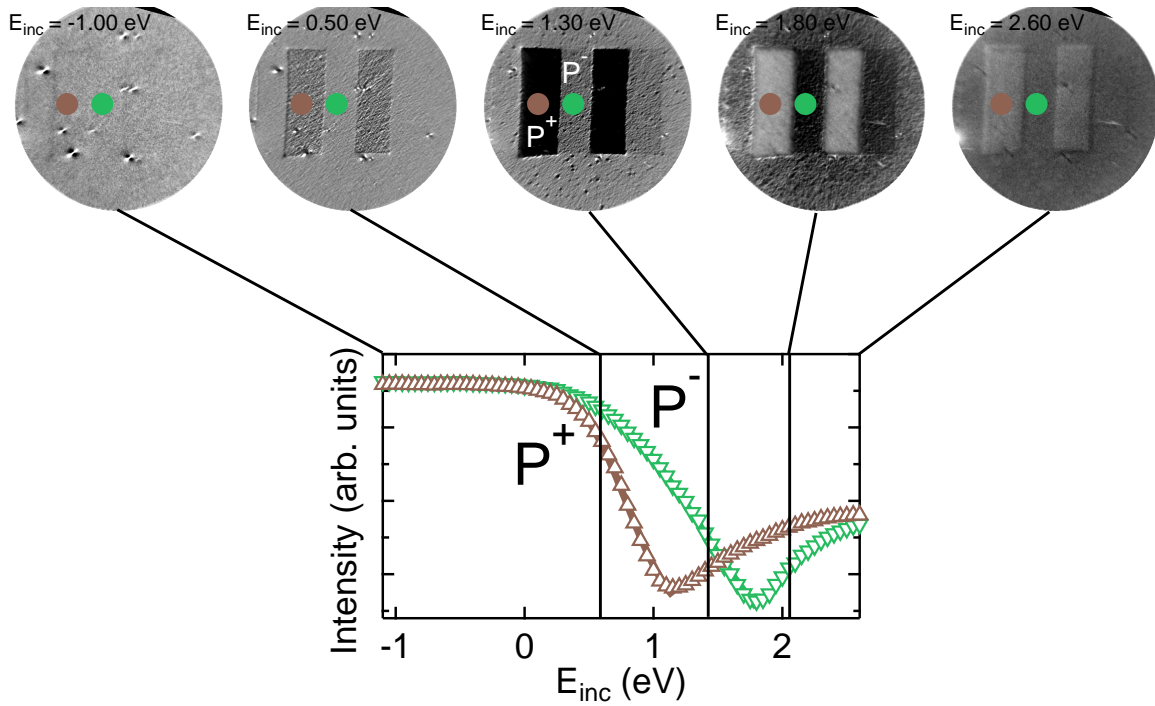 E_inc = -1.00 eV
E_inc = -0.50 eV
E_inc = 1.30 eV
E_inc = 1.80 eV
E_inc = 2.60 eV
P^-
P^+
Intensity (arb. units)
P^-
P^+
-1
0
1
2
E_inc (eV)